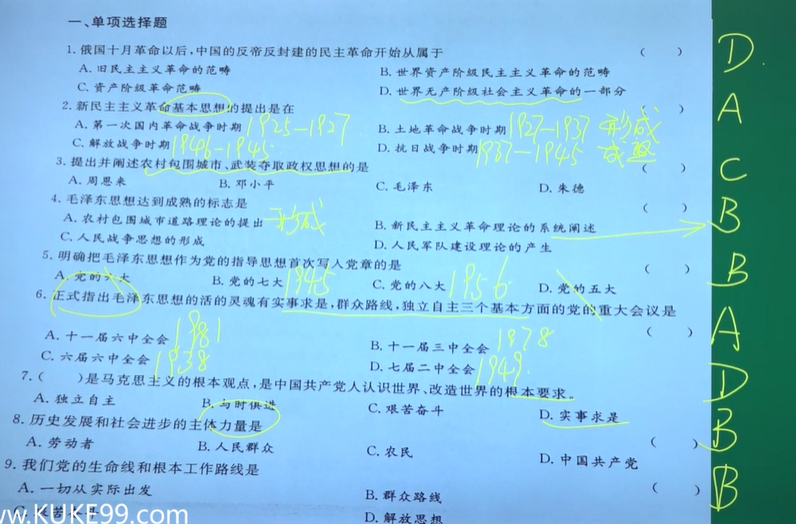 一、单项选择题
1.俄国十月革命以后,中国的反帝反封建的民主革命开始从属于 ( ) D.
A. 旧民主主义革命的范畴 B. 世界资产阶级民主主义革命的范畴
C. 资产阶级革命范畴 D. 世界无产阶级社会主义革命的一部分
2.新民主主义革命基本思想的提出是在 ( ) A
A. 第一次国内革命战争时期 1925—1927 B. 土地革命战争时期 1927—1937 形成
C. 解放战争时期 D. 抗日战争时期 1937—1945 成熟
3.提出并阐述农村包围城市、武装夺取政权思想的是 ( ) C
A. 周恩来 B. 邓小平 C. 毛泽东 D. 朱德
4.毛泽东思想达到成熟的标志是 ( ) B
A. 农村包围城市道路理论的提出 形成 B. 新民主主义革命理论的系统阐述
C. 人民战争思想的形成 D. 人民军队建设理论的产生
5.明确把毛泽东思想作为党的指导思想首次写人党章的是 ( ) B
A. 党的六大 B. 党的七大 1945 C. 党的八大 1956 D. 党的五大
6.正式指出毛泽东思想的活的灵魂有实事求是,群众路线,独立自主三个基本方面的党的重大会议是
( ) A
A. 十一届六中全会 1981 B. 十一届三中全会 1978
C. 六届六中全会 1938 D. 七届二中全会 1949.
7.( )是马克思主义的根本观点,是中国共产党人认识世界、改造世界的根本要求。 D
A. 独立自主 B. 与时俱进 C. 艰苦奋斗 D. 实事求是
8.历史发展和社会进步的主体力量是 ( ) B
A. 劳动者 B. 人民群众 C. 农民 D. 中国共产党
9.我们党的生命线和根本工作路线是 ( ) B
A. 一切从实际出发 B. 群众路线
D. 解放思想
www.KUKE99.com